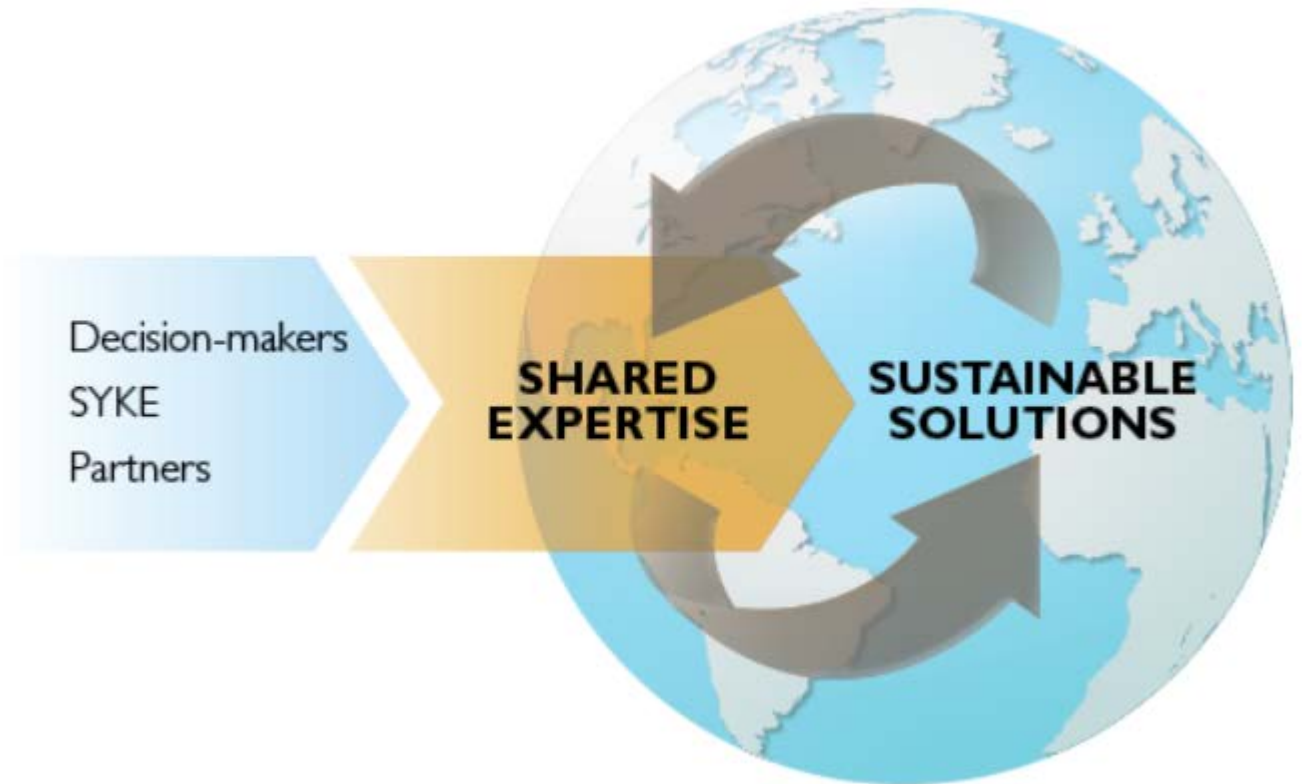 Decision-makers
SYKE
Partners
SHARED
EXPERTISE
SUSTAINABLE
SOLUTIONS